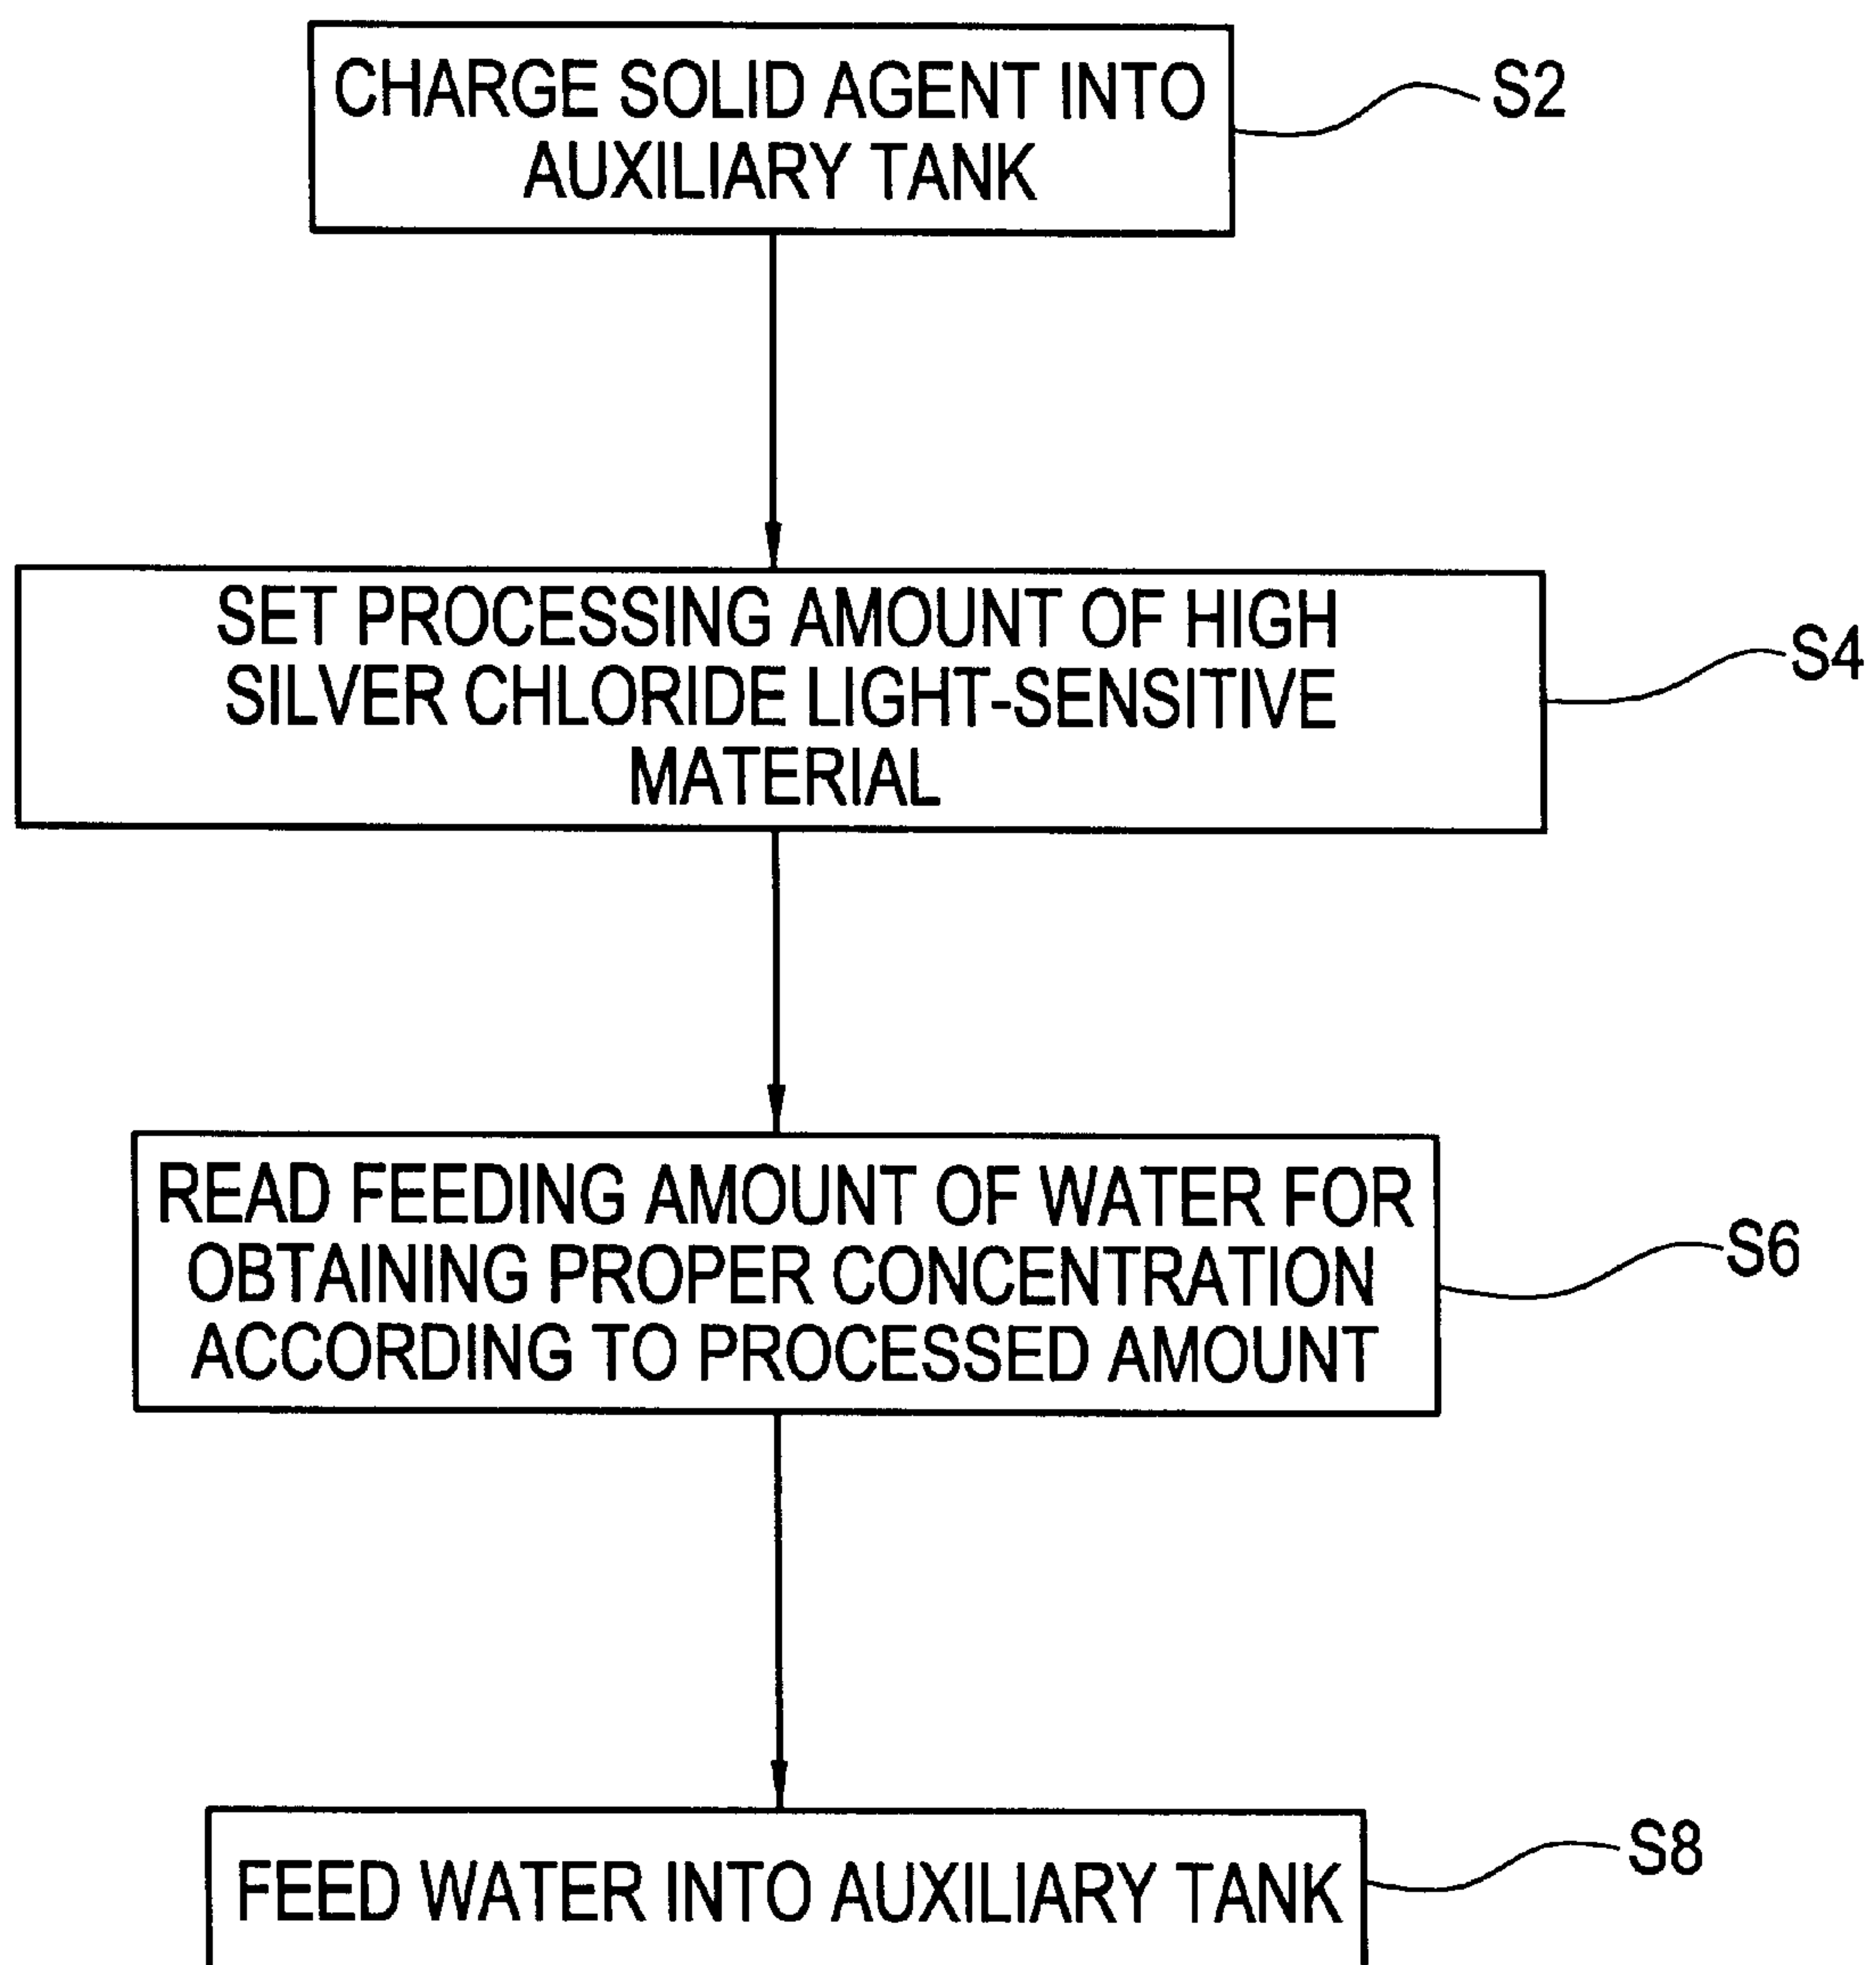 CHARGE SOLID AGENT INTO
AUXILIARY TANK
S2
SET PROCESSING AMOUNT OF HIGH
SILVER CHLORIDE LIGHT-SENSITIVE
MATERIAL
S4
READ FEEDING AMOUNT OF WATER FOR
OBTAINING PROPER CONCENTRATION
ACCORDING TO PROCESSED AMOUNT
S6
FEED WATER INTO AUXILIARY TANK
S8